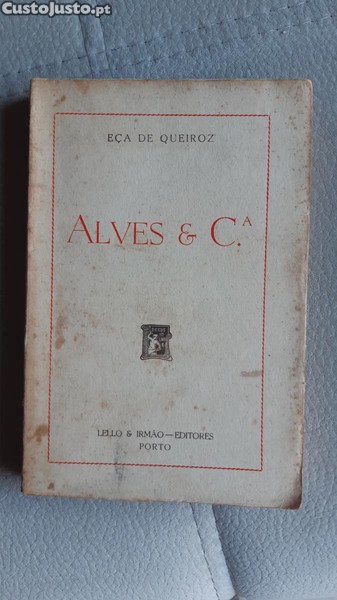 CustoJusto.pt
EÇA DE QUEIROZ
ALVES & C.ᴬ
LELLO & IRMÃO—EDITORES
PORTO